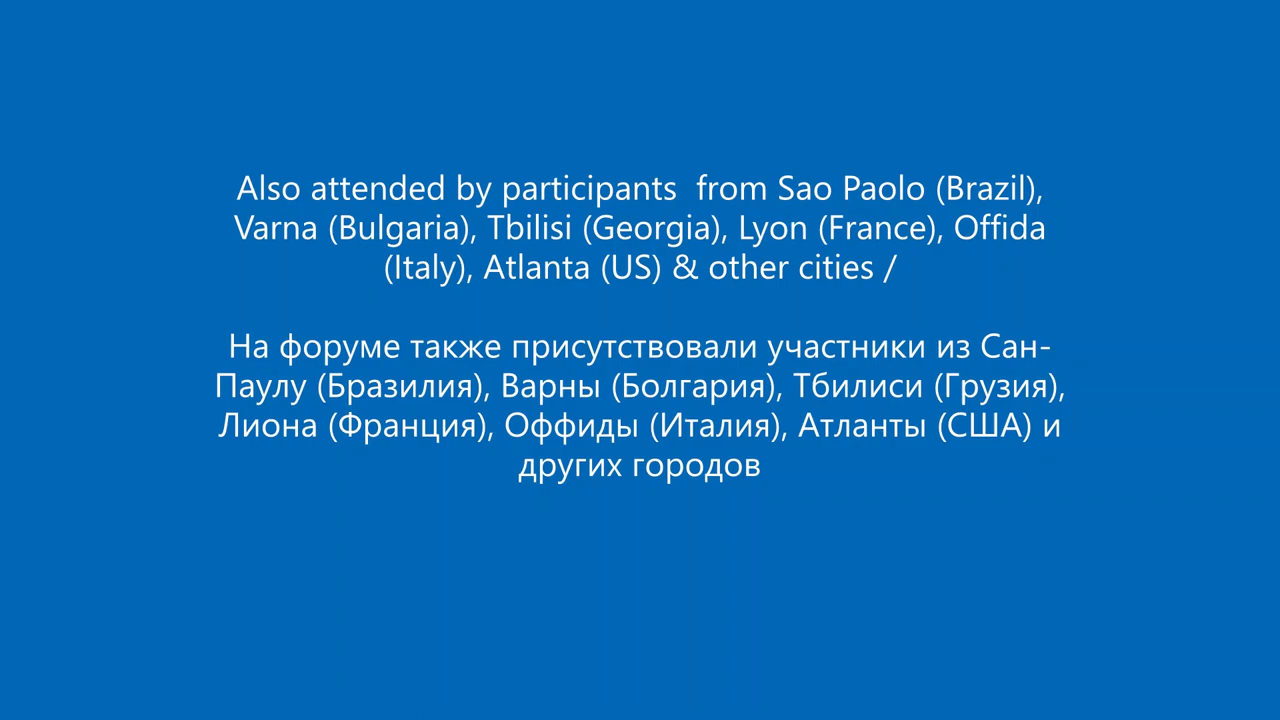 Also attended by participants  from Sao Paolo (Brazil),
Varna (Bulgaria), Tbilisi (Georgia), Lyon (France), Offida
(Italy), Atlanta (US) & other cities /
На форуме также присутствовали участники из Сан-
Паулу (Бразилия), Варны (Болгария), Тбилиси (Грузия),
Лиона (Франция), Оффиды (Италия), Атланты (США) и
других городов